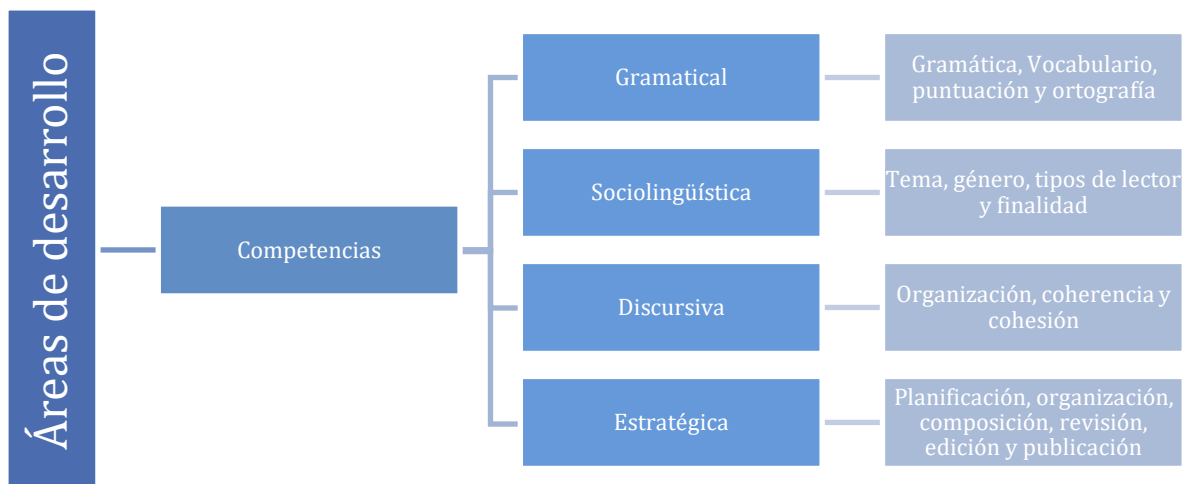 Áreas de desarrollo
Competencias
Gramatical
Gramática, Vocabulario,
puntuación y ortografía
Sociolingüística
Tema, género, tipos de lector
y finalidad
Discursiva
Organización, coherencia y
cohesión
Estratégica
Planificación, organización,
composición, revisión,
edición y publicación